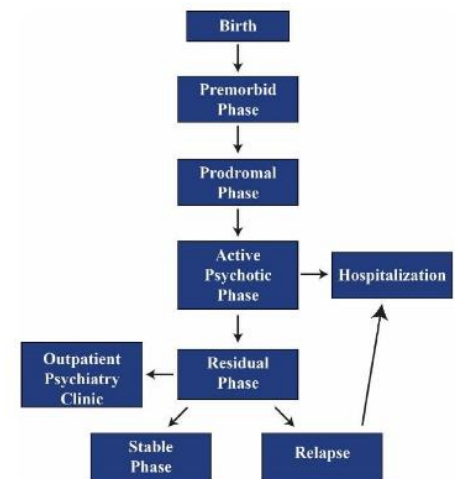 Birth
Premorbid
Phase
Prodromal
Phase
Active
Psychotic
Phase
Hospitalization
Outpatient
Psychiatry
Clinic
Residual
Phase
Stable
Phase
Relapse